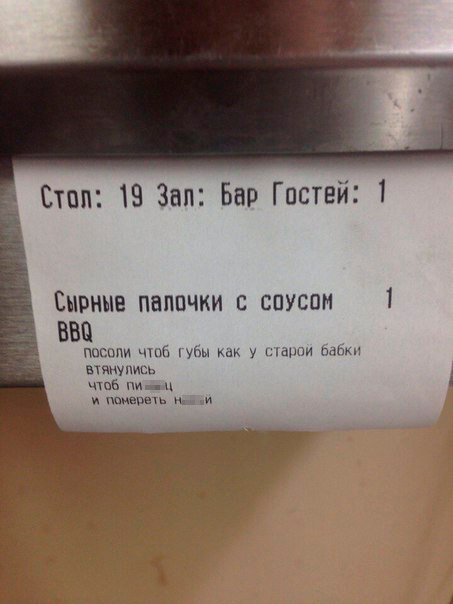 Стол: 19 Зал: Бар Гостей: 1
Сырные палочки с соусом 1
BBQ
посоли чтоб губы как у старой бабки
втянулись
чтоб
и помереть